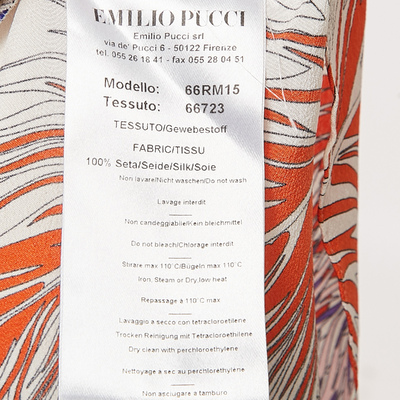 EMILIO PUCCI
Emilio Pucci srl
via de' Pucci 6 - 50122 Firenze
tel. 055 26 18 41 - fax 055 28 04 51
Modello: 66RM15
Tessuto: 66723
TESSUTO/Gewebestoff
FABRIC/TISSU
100% Seta/Seide/Silk/Soie
Non lavare/Nicht waschen/Do not wash
Lavage interdit
Non candeggiabile/Kein bleichmittel
Do not bleach/Chlorage interdit
Stirare max 110°C/Bügeln max 110°C
Iron, Steam or Dry, low heat
Repassage à 110°C max
Lavaggio a secco con tetracloroetilene
Trocken Reinigung mit Tetracloroethilene
Dry clean with perchloroethylene
Nettoyage a sec au perchloroethylène
Non asciugare a tamburo